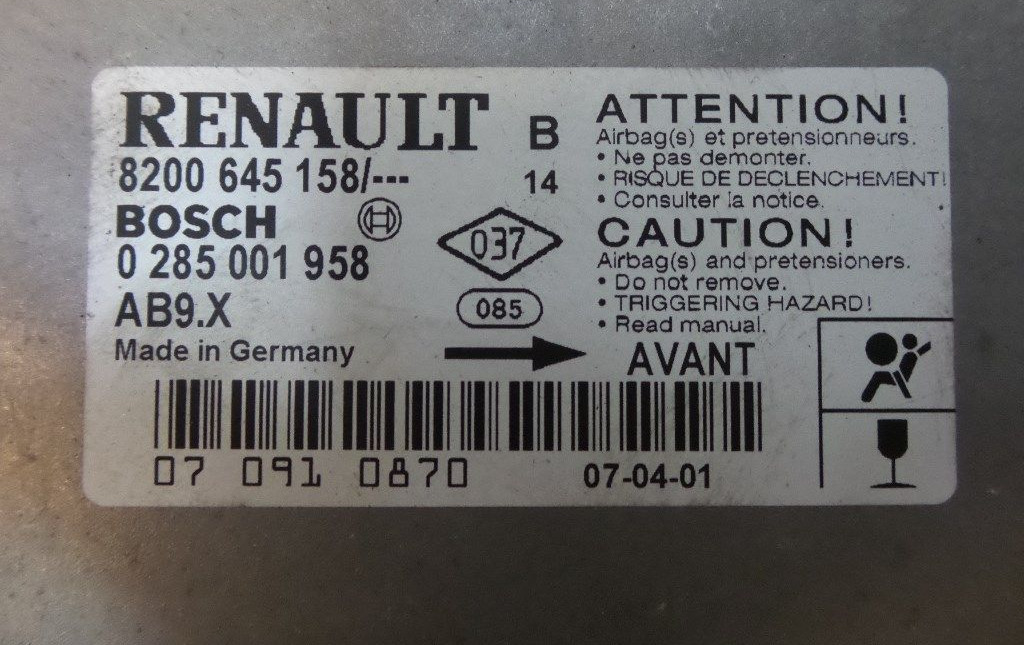 RENAULT B
8200 645 158/--- 14
BOSCH
037
0 285 001 958
AB9.X
085
Made in Germany
ATTENTION!
Airbag(s) et pretensionneurs.
• Ne pas demonter.
• RISQUE DE DECLENCHEMENT!
• Consulter la notice.
CAUTION!
Airbag(s) and pretensioners.
• Do not remove.
• TRIGGERING HAZARD!
• Read manual.
AVANT
07 091 0870 07-04-01